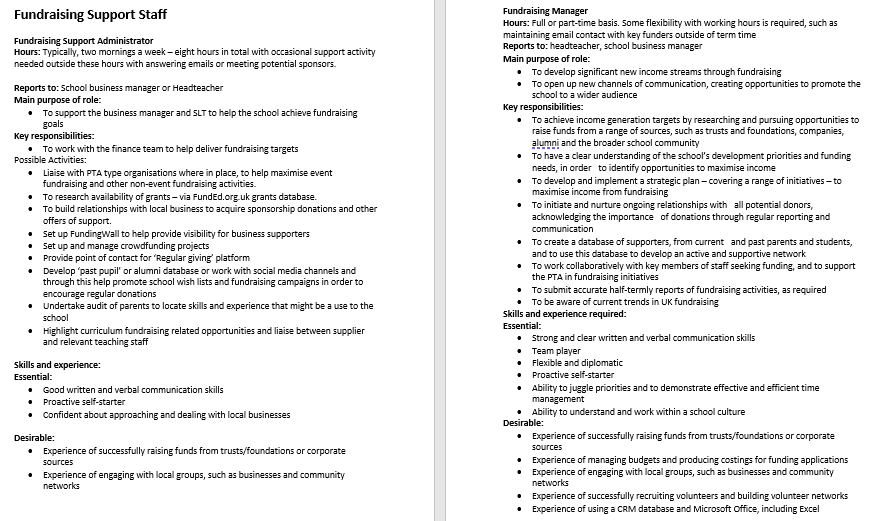 Fundraising Support Staff
Fundraising Support Administrator
Hours: Typically, two mornings a week – eight hours in total with occasional support activity
needed outside these hours with answering emails or meeting potential sponsors.
Reports to: School business manager or Headteacher
Main purpose of role:
• To support the business manager and SLT to help the school achieve fundraising
goals
Key responsibilities:
• To work with the finance team to help deliver fundraising targets
Possible Activities:
• Liaise with PTA type organisations where in place, to help maximise event
fundraising and other non-event fundraising activities.
• To research availability of grants – via FundEd.org.uk grants database.
• To build relationships with local business to acquire sponsorship donations and other
offers of support.
• Set up FundingWall to help provide visibility for business supporters
• Set up and manage crowdfunding projects
• Provide point of contact for 'Regular giving' platform
• Develop 'past pupil' or alumni database or work with social media channels and
through this help promote school wish lists and fundraising campaigns in order to
encourage regular donations
• Undertake audit of parents to locate skills and experience that might be a use to the
school
• Highlight curriculum fundraising related opportunities and liaise between supplier
and relevant teaching staff
Skills and experience:
Essential:
• Good written and verbal communication skills
• Proactive self-starter
• Confident about approaching and dealing with local businesses
Desirable:
• Experience of successfully raising funds from trusts/foundations or corporate
sources
• Experience of engaging with local groups, such as businesses and community
networks
Fundraising Manager
Hours: Full or part-time basis. Some flexibility with working hours is required, such as
maintaining email contact with key funders outside of term time
Reports to: headteacher, school business manager
Main purpose of role:
• To develop significant new income streams through fundraising
• To open up new channels of communication, creating opportunities to promote the
school to a wider audience
Key responsibilities:
• To achieve income generation targets by researching and pursuing opportunities to
raise funds from a range of sources, such as trusts and foundations, companies,
alumni and the broader school community
• To have a clear understanding of the school's development priorities and funding
needs, in order to identify opportunities to maximise income
• To develop and implement a strategic plan – covering a range of initiatives – to
maximise income from fundraising
• To initiate and nurture ongoing relationships with all potential donors,
acknowledging the importance of donations through regular reporting and
communication
• To create a database of supporters, from current and past parents and students,
and to use this database to develop an active and supportive network
• To work collaboratively with key members of staff seeking funding, and to support
the PTA in fundraising initiatives
• To submit accurate half-termly reports of fundraising activities, as required
• To be aware of current trends in UK fundraising
Skills and experience required:
Essential:
• Strong and clear written and verbal communication skills
• Team player
• Flexible and diplomatic
• Proactive self-starter
• Ability to juggle priorities and to demonstrate effective and efficient time
management
• Ability to understand and work within a school culture
Desirable:
• Experience of successfully raising funds from trusts/foundations or corporate
sources
• Experience of managing budgets and producing costings for funding applications
• Experience of engaging with local groups, such as businesses and community
networks
• Experience of successfully recruiting volunteers and building volunteer networks
• Experience of using a CRM database and Microsoft Office, including Excel